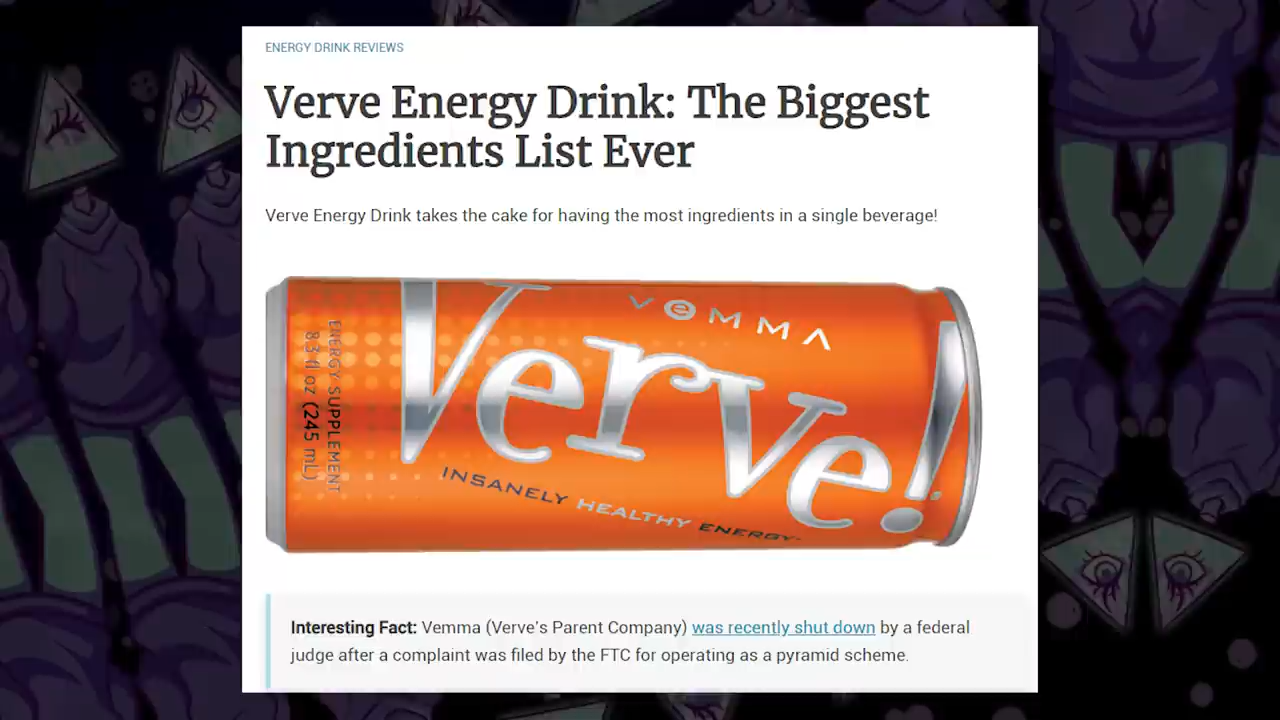 ENERGY DRINK REVIEWS
Verve Energy Drink: The Biggest
Ingredients List Ever
Verve Energy Drink takes the cake for having the most ingredients in a single beverage!
VeMMA
Verve!
INSANELY HEALTHY ENERGY
ENERGY SUPPLEMENT
8.3 fl oz (245 mL)
Interesting Fact: Vemma (Verve's Parent Company) was recently shut down by a federal
judge after a complaint was filed by the FTC for operating as a pyramid scheme.